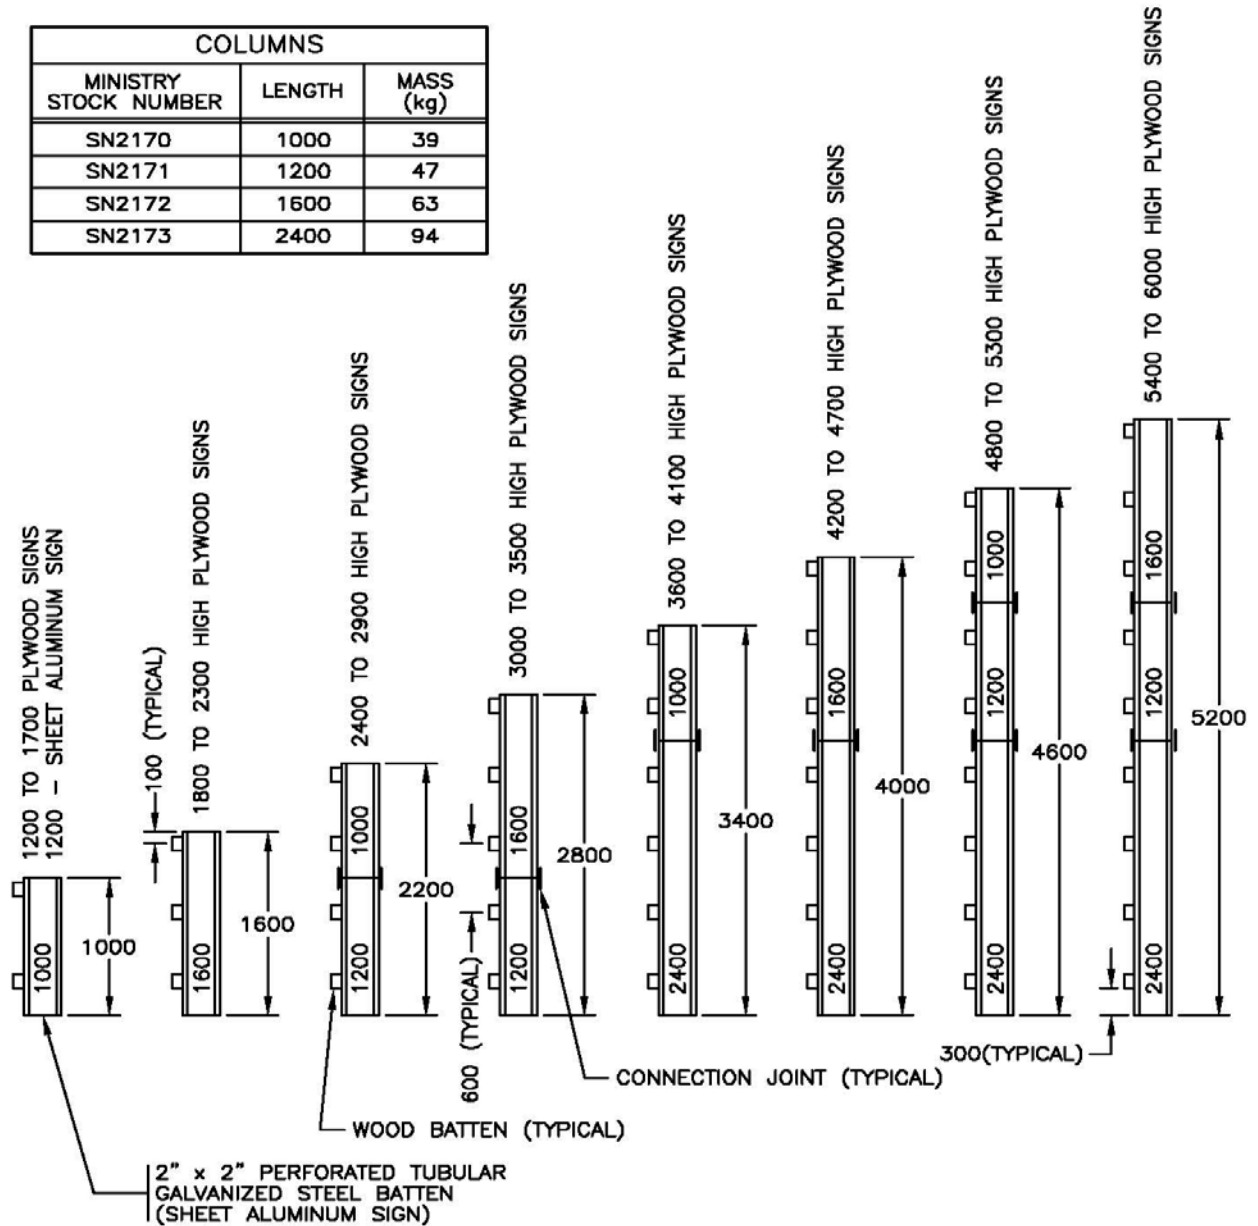 COLUMNS
MINISTRY STOCK NUMBER LENGTH MASS (kg)
SN2170 1000 39
SN2171 1200 47
SN2172 1600 63
SN2173 2400 94
1200 TO 1700 PLYWOOD SIGNS
1200 – SHEET ALUMINUM SIGN
1000
1000
100 (TYPICAL)
1800 TO 2300 HIGH PLYWOOD SIGNS
1600
1600
2400 TO 2900 HIGH PLYWOOD SIGNS
1000
1200
2200
600 (TYPICAL)
3000 TO 3500 HIGH PLYWOOD SIGNS
1600
1200
2800
3600 TO 4100 HIGH PLYWOOD SIGNS
1000
2400
3400
4200 TO 4700 HIGH PLYWOOD SIGNS
1600
2400
4000
4800 TO 5300 HIGH PLYWOOD SIGNS
1000
1200
2400
4600
5400 TO 6000 HIGH PLYWOOD SIGNS
1600
1200
2400
5200
300(TYPICAL)
CONNECTION JOINT (TYPICAL)
WOOD BATTEN (TYPICAL)
2" x 2" PERFORATED TUBULAR
GALVANIZED STEEL BATTEN
(SHEET ALUMINUM SIGN)